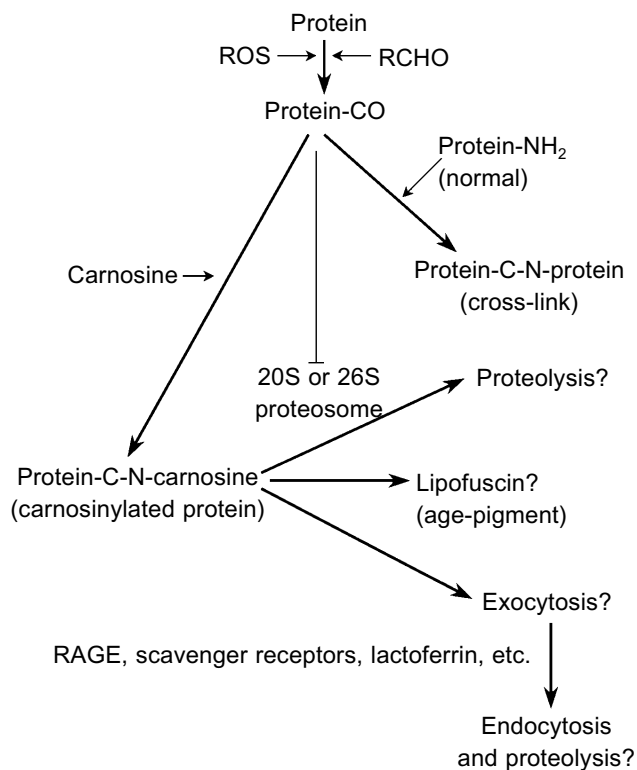 Protein
ROS
RCHO
Protein-CO
Protein-NH₂
(normal)
Carnosine
Protein-C-N-protein
(cross-link)
20S or 26S
proteosome
Proteolysis?
Protein-C-N-carnosine
(carnosinylated protein)
Lipofuscin?
(age-pigment)
Exocytosis?
RAGE, scavenger receptors, lactoferrin, etc.
Endocytosis
and proteolysis?